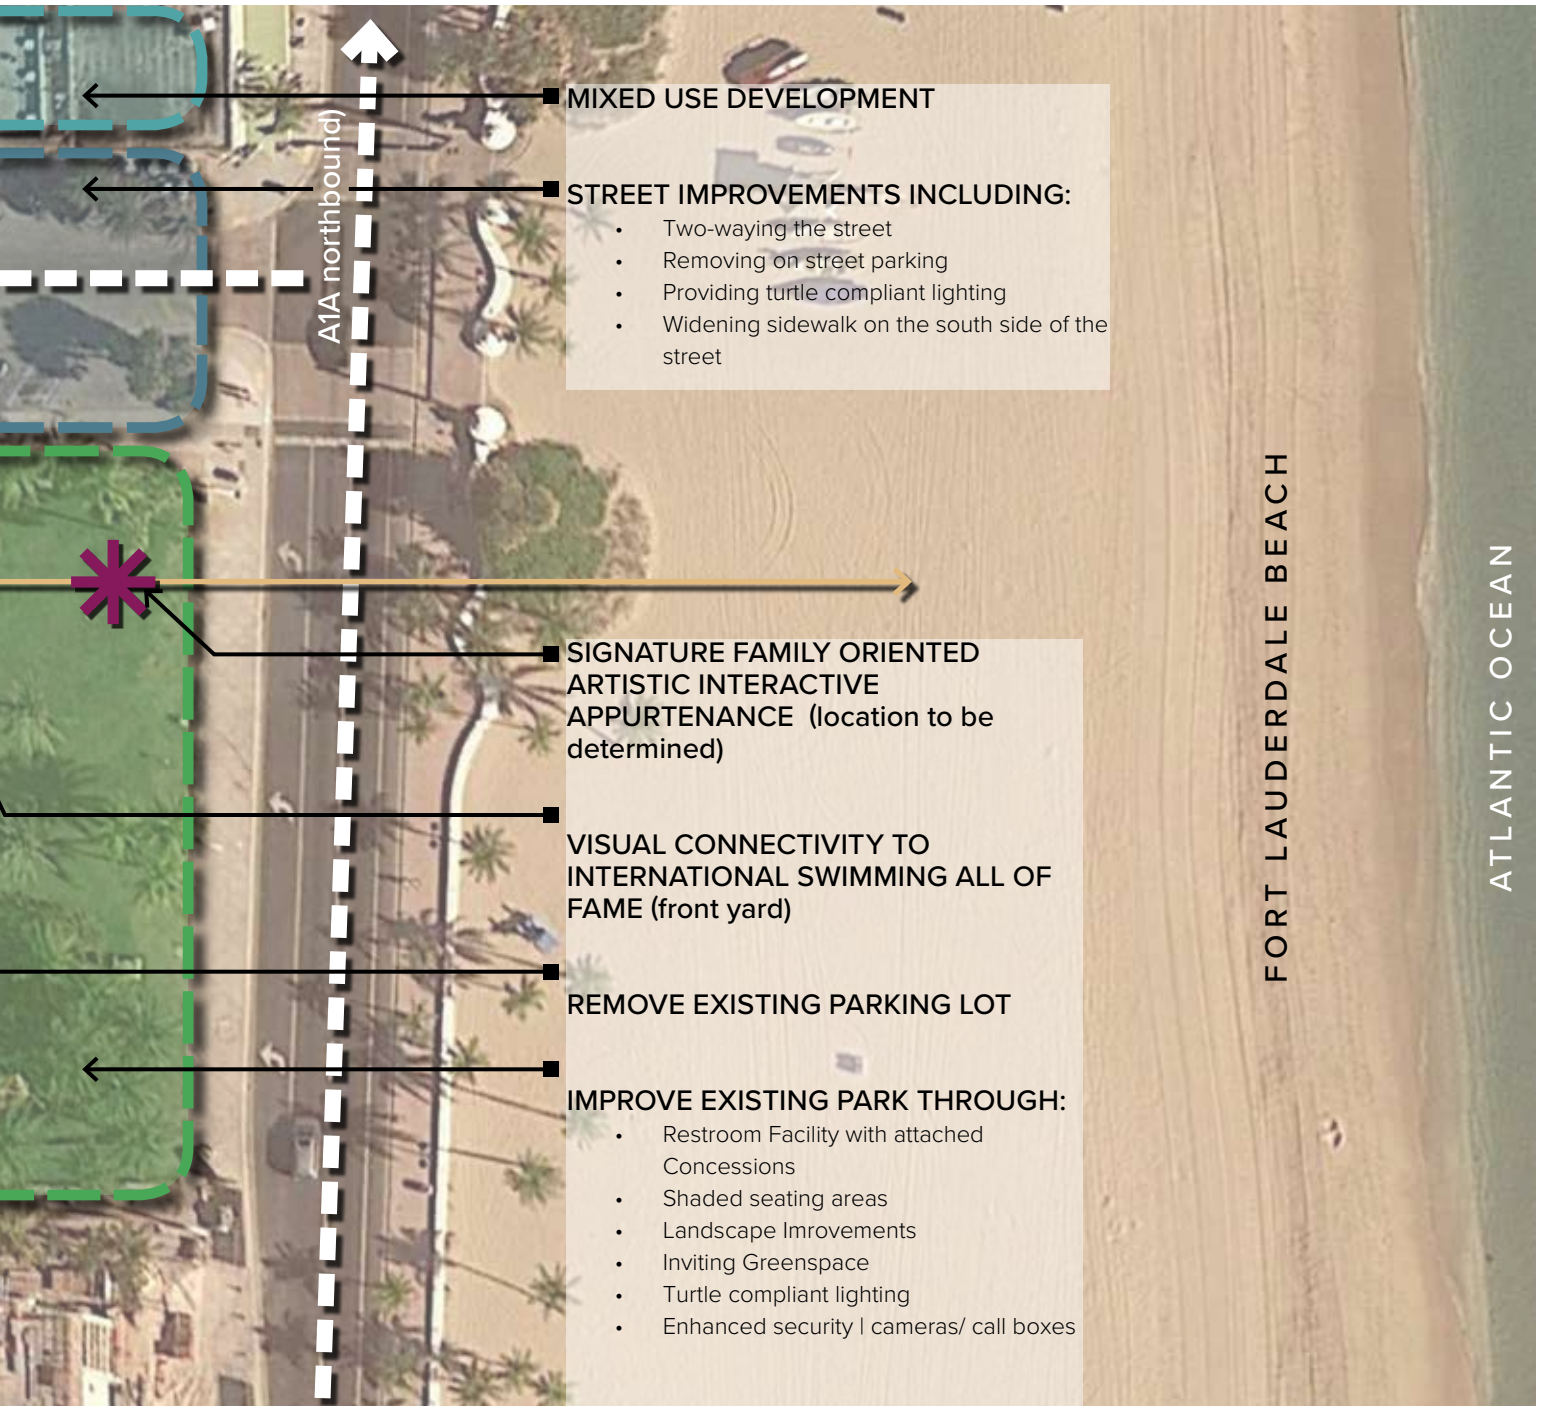 MIXED USE DEVELOPMENT
STREET IMPROVEMENTS INCLUDING:
• Two-waying the street
• Removing on street parking
• Providing turtle compliant lighting
• Widening sidewalk on the south side of the
street
A1A northbound)
SIGNATURE FAMILY ORIENTED
ARTISTIC INTERACTIVE
APPURTENANCE (location to be
determined)
VISUAL CONNECTIVITY TO
INTERNATIONAL SWIMMING ALL OF
FAME (front yard)
REMOVE EXISTING PARKING LOT
IMPROVE EXISTING PARK THROUGH:
• Restroom Facility with attached
Concessions
• Shaded seating areas
• Landscape Imrovements
• Inviting Greenspace
• Turtle compliant lighting
• Enhanced security | cameras/ call boxes
FORT LAUDERDALE BEACH
ATLANTIC OCEAN